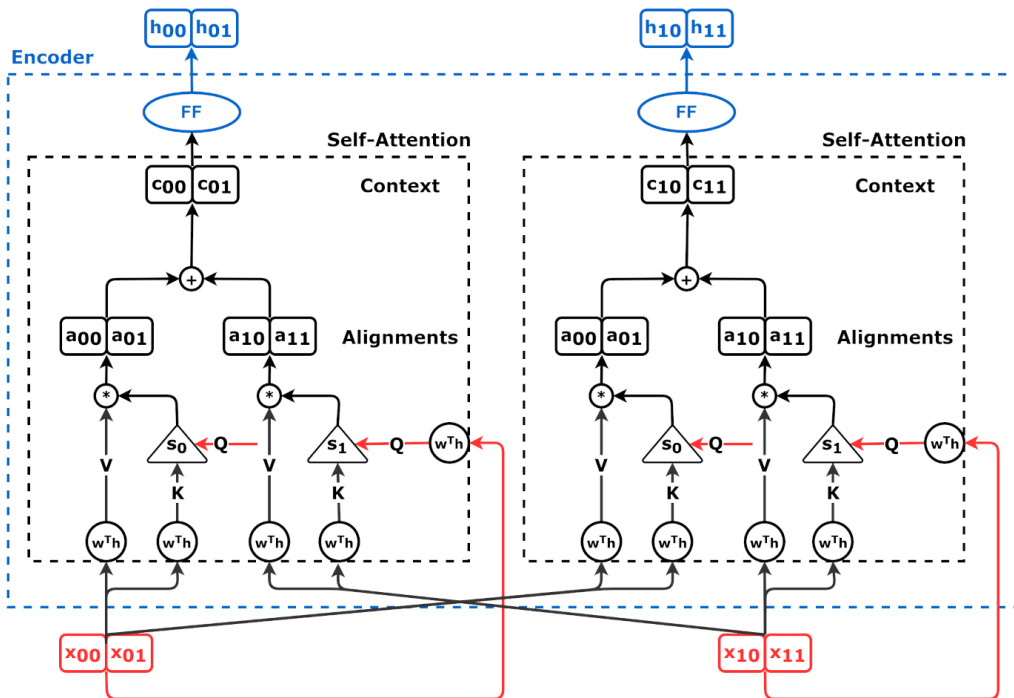 h00 h01 h10 h11
Encoder
FF FF
Self-Attention Self-Attention
c00 c01 Context c10 c11 Context
+ +
a00 a01 a10 a11 Alignments a00 a01 a10 a11 Alignments
* * * *
s0 Q s1 Q wᵀh s0 Q s1 Q wᵀh
V V V V
K K K K
wᵀh wᵀh wᵀh wᵀh wᵀh wᵀh wᵀh wᵀh
x00 x01 x10 x11